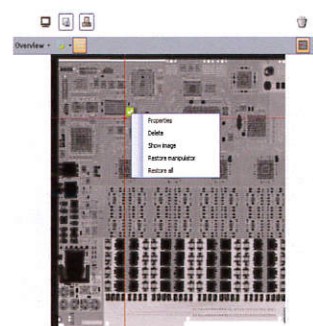 Overview
Properties
Delete
Show image
Restore manipulator
Restore all